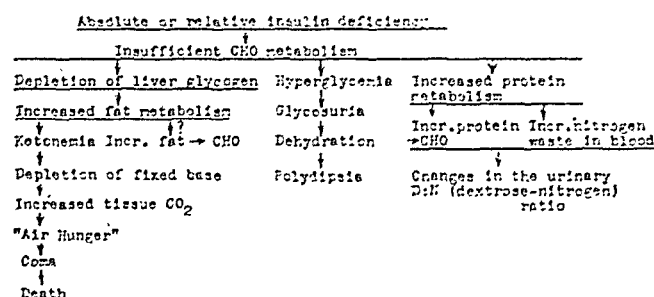 Absolute or relative insulin deficiency
Insufficient CHO metabolism
Depletion of liver glycogen Hyperglycemia Increased protein
metabolism
Increased fat metabolism Glycosuria
?
Ketonemia Incr. fat → CHO Dehydration Incr.protein Incr.nitrogen
→CHO waste in blood
Depletion of fixed base Polydipsia Changes in the urinary
D:N (dextrose-nitrogen)
ratio
Increased tissue CO2
"Air Hunger"
Coma
Death